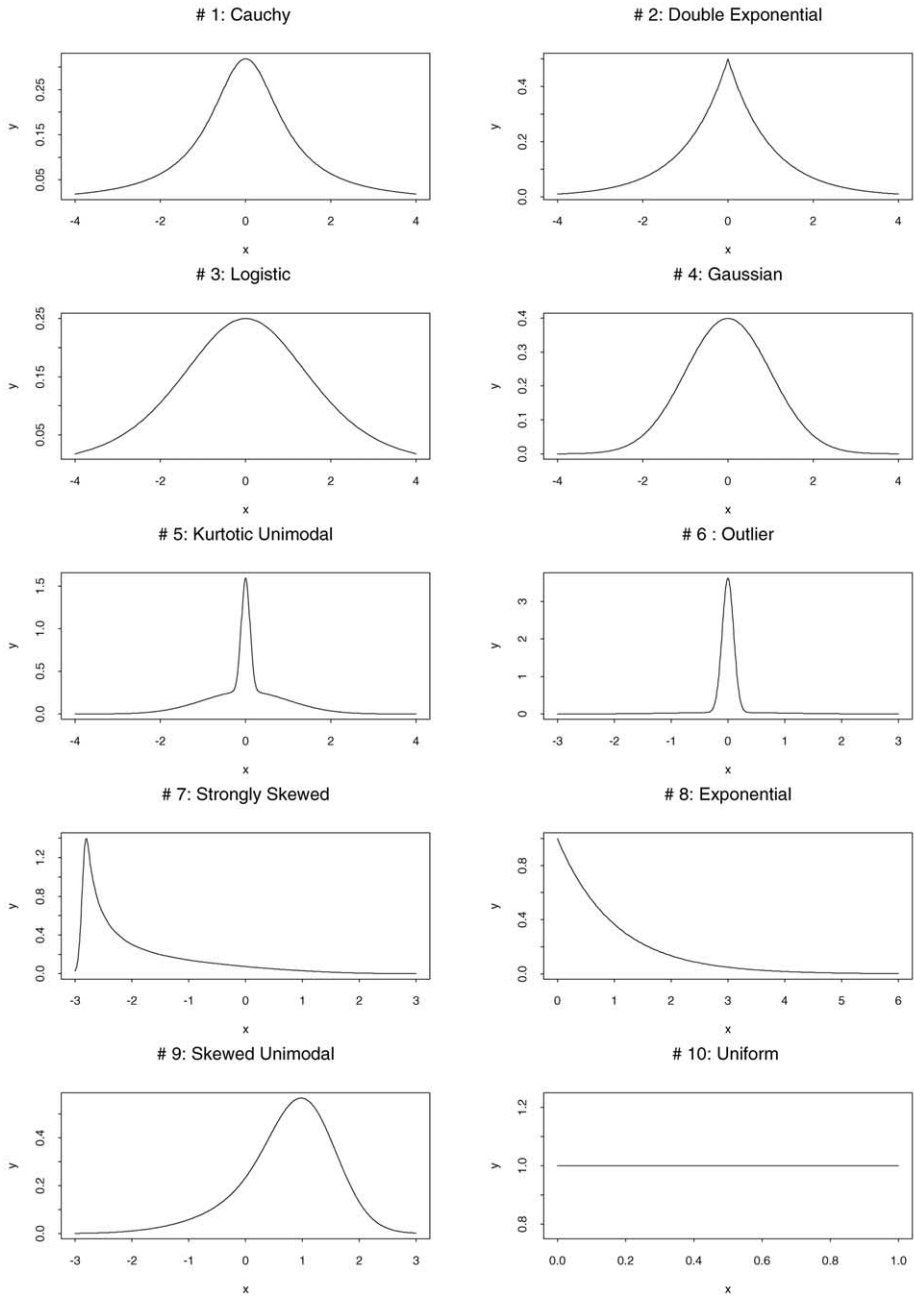 # 1: Cauchy
0.25
0.15
0.05
y
-4 -2 0 2 4
x
# 2: Double Exponential
0.4
0.2
0.0
y
-4 -2 0 2 4
x
# 3: Logistic
0.25
0.15
0.05
y
-4 -2 0 2 4
x
# 4: Gaussian
0.4
0.3
0.2
0.1
0.0
y
-4 -2 0 2 4
x
# 5: Kurtotic Unimodal
1.5
1.0
0.5
0.0
y
-4 -2 0 2 4
x
# 6 : Outlier
3
2
1
0
y
-3 -2 -1 0 1 2 3
x
# 7: Strongly Skewed
1.2
0.8
0.4
0.0
y
-3 -2 -1 0 1 2 3
x
# 8: Exponential
0.8
0.4
0.0
y
0 1 2 3 4 5 6
x
# 9: Skewed Unimodal
0.4
0.2
0.0
y
-3 -2 -1 0 1 2 3
x
# 10: Uniform
1.2
1.0
0.8
y
0.0 0.2 0.4 0.6 0.8 1.0
x